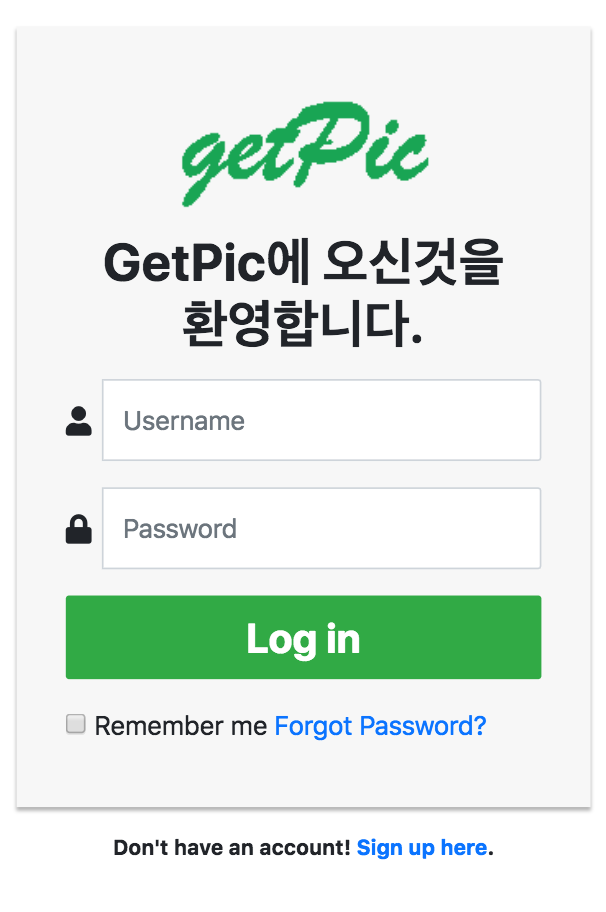 getPic
GetPic에 오신것을
환영합니다.
Username
Password
Log in
Remember me Forgot Password?
Don't have an account! Sign up here.